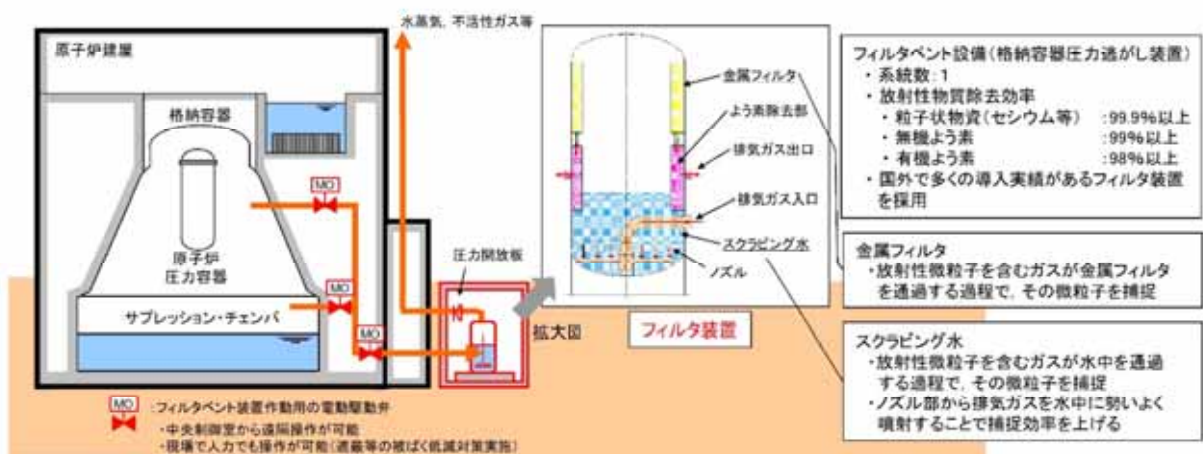 水蒸気, 不活性ガス等
原子炉建屋
格納容器
MO
原子炉
圧力容器
MO
サプレッション・チェンバ
MO
圧力開放板
拡大図
MO
:フィルタベント装置作動用の電動駆動弁
・中央制御室から遠隔操作が可能
・現場で人力でも操作が可能(遮蔽等の被ばく低減対策実施)
金属フィルタ
よう素除去部
排気ガス出口
排気ガス入口
スクラビング水
ノズル
フィルタ装置
フィルタベント設備(格納容器圧力逃がし装置)
・系統数:1
・放射性物質除去効率
・粒子状物資(セシウム等) :99.9%以上
・無機よう素 :99%以上
・有機よう素 :98%以上
・国外で多くの導入実績があるフィルタ装置
を採用
金属フィルタ
・放射性微粒子を含むガスが金属フィルタ
を通過する過程で, その微粒子を捕捉
スクラビング水
・放射性微粒子を含むガスが水中を通過
する過程で, その微粒子を捕捉
・ノズル部から排気ガスを水中に勢いよく
噴射することで捕捉効率を上げる